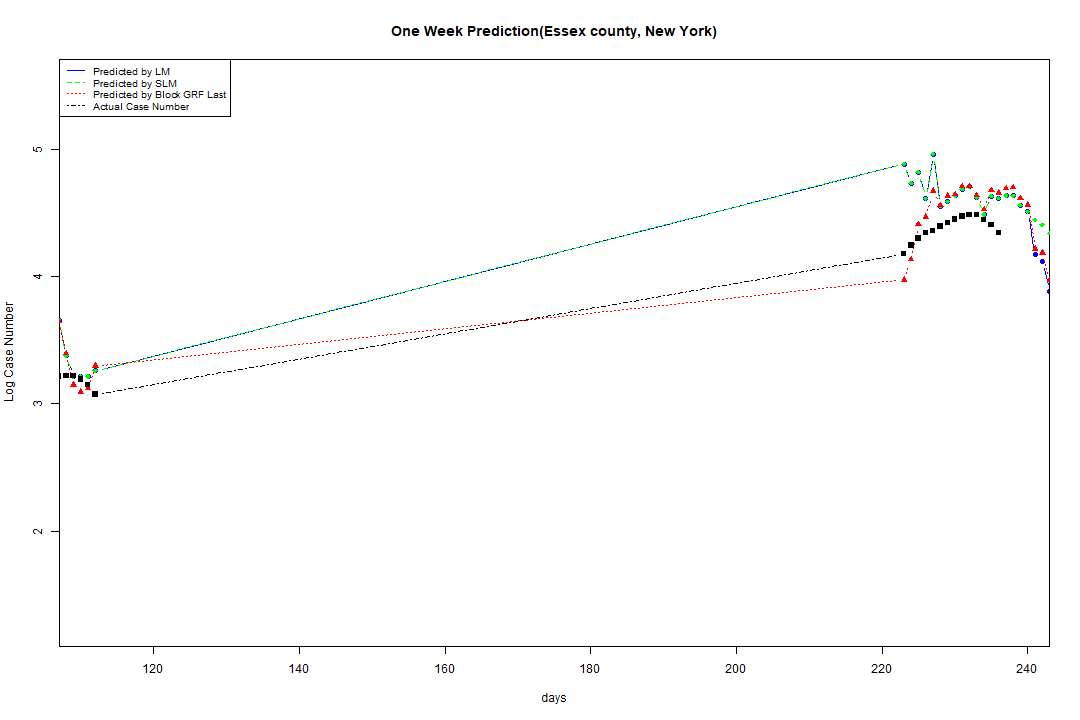 One Week Prediction(Essex county, New York)
Predicted by LM
Predicted by SLM
Predicted by Block GRF Last
Actual Case Number
5
4
3
2
Log Case Number
120 140 160 180 200 220 240
days